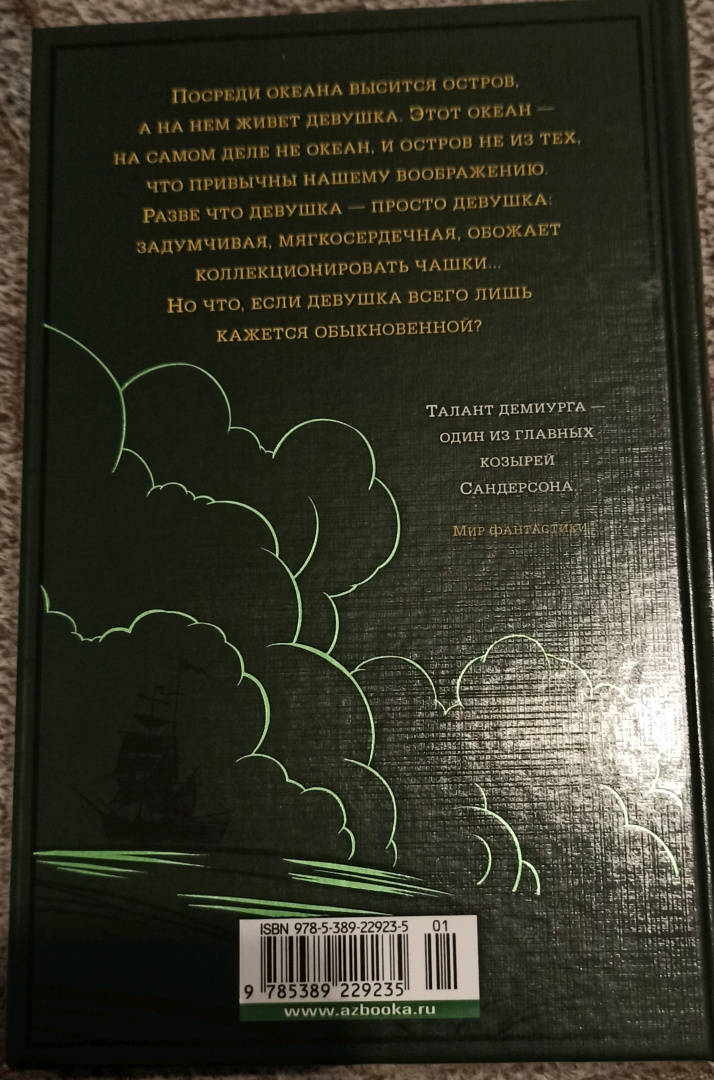 Посреди океана высится остров,
а на нем живет девушка. Этот океан —
на самом деле не океан, и остров не из тех,
что привычны нашему воображению.
Разве что девушка — просто девушка:
задумчивая, мягкосердечная, обожает
коллекционировать чашки...
Но что, если девушка всего лишь
кажется обыкновенной?
Талант демиурга —
один из главных
козырей
Сандерсона.
Мир фантастики
ISBN 978-5-389-22923-5 01
9 785389 229235
www.azbooka.ru